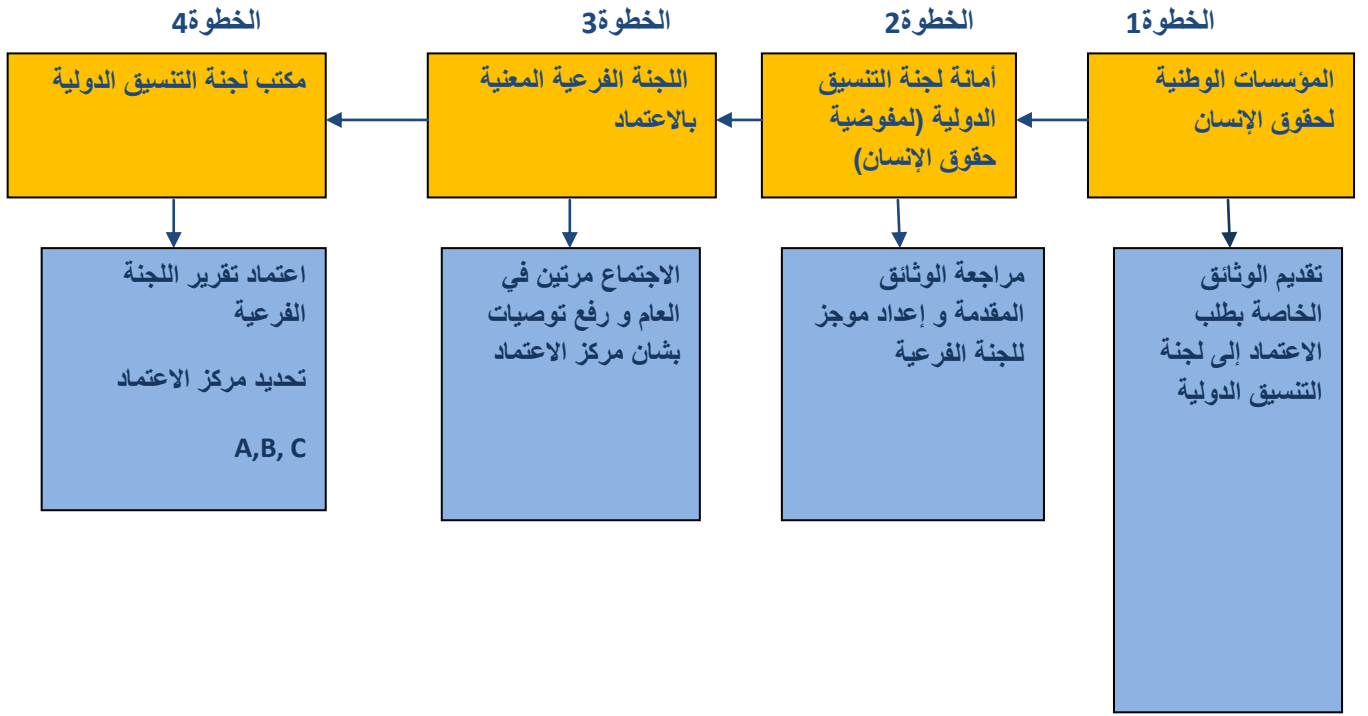 الخطوة1
الخطوة2
الخطوة3
الخطوة4
المؤسسات الوطنية
لحقوق الإنسان
أمانة لجنة التنسيق
الدولية (لمفوضية
حقوق الإنسان)
اللجنة الفرعية المعنية
بالاعتماد
مكتب لجنة التنسيق الدولية
تقديم الوثائق
الخاصة بطلب
الاعتماد إلى لجنة
التنسيق الدولية
مراجعة الوثائق
المقدمة و إعداد موجز
للجنة الفرعية
الاجتماع مرتين في
العام و رفع توصيات
بشان مركز الاعتماد
اعتماد تقرير اللجنة
الفرعية
تحديد مركز الاعتماد
A,B, C